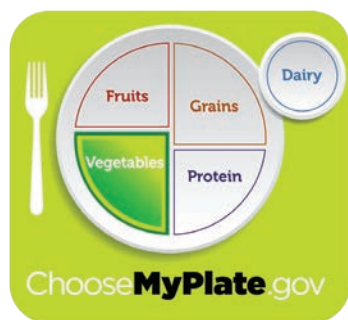 Dairy
Fruits
Grains
Vegetables
Protein
ChooseMyPlate.gov